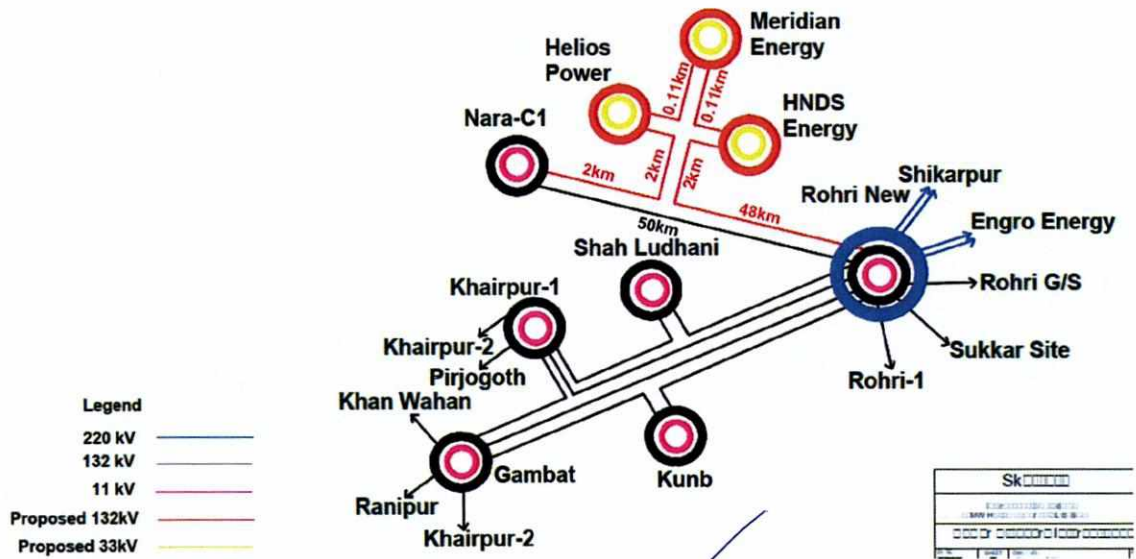 Meridian
Energy
Helios
Power
0.11km
0.11km
HNDS
Energy
Nara-C1
2km
2km
2km
Shikarpur
Rohri New
48km
50km
Engro Energy
Shah Ludhani
Rohri G/S
Khairpur-1
Khairpur-2
Sukkar Site
Pirjogoth
Rohri-1
Khan Wahan
Legend
220 kV
132 kV
11 kV
Proposed 132kV
Proposed 33kV
Gambat
Kunb
Ranipur
Khairpur-2